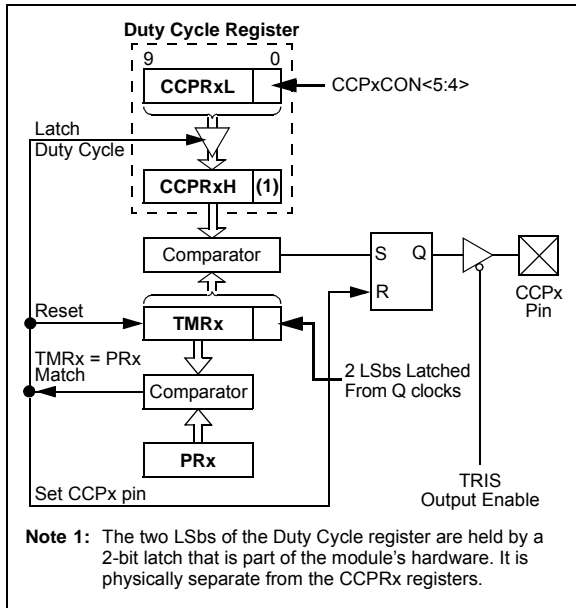 Duty Cycle Register
9 0
CCPRxL
CCPxCON<5:4>
Latch
Duty Cycle
CCPRxH (1)
Comparator
S Q
R
CCPx
Pin
Reset
TMRx
TMRx = PRx
Match
2 LSbs Latched
From Q clocks
Comparator
PRx
Set CCPx pin
TRIS
Output Enable
Note 1: The two LSbs of the Duty Cycle register are held by a
2-bit latch that is part of the module's hardware. It is
physically separate from the CCPRx registers.